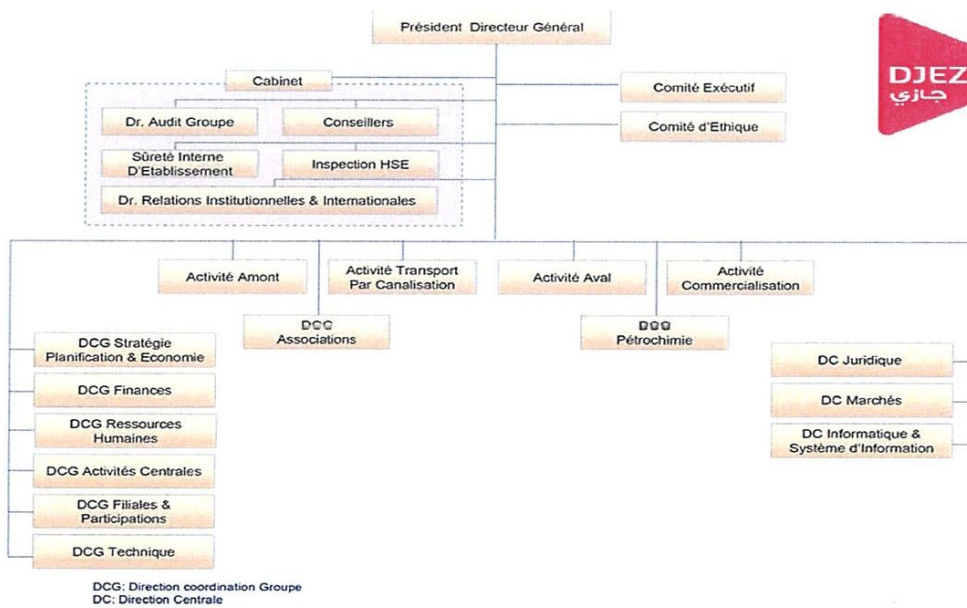 Président Directeur Général
Cabinet
DJEZ
جازي
Comité Exécutif
Dr. Audit Groupe
Conseillers
Comité d'Ethique
Sûreté Interne
D'Etablissement
Inspection HSE
Dr. Relations Institutionnelles & Internationales
Activité Amont
Activité Transport
Par Canalisation
Activité Aval
Activité
Commercialisation
Associations
Pétrochimie
DCG Stratégie
Planification & Economie
DCG Finances
DCG Ressources
Humaines
DCG Activités Centrales
DCG Filiales &
Participations
DCG Technique
DC Juridique
DC Marchés
DC Informatique &
Système d'Information
DCG: Direction coordination Groupe
DC: Direction Centrale